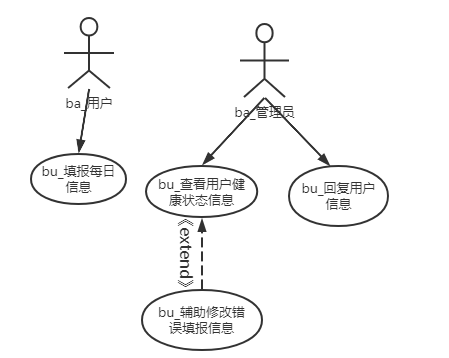 ba_用户
ba_管理员
bu_填报每日
信息
bu_查看用户健
康状态信息
bu_回复用户
信息
《extend》
bu_辅助修改错
误填报信息